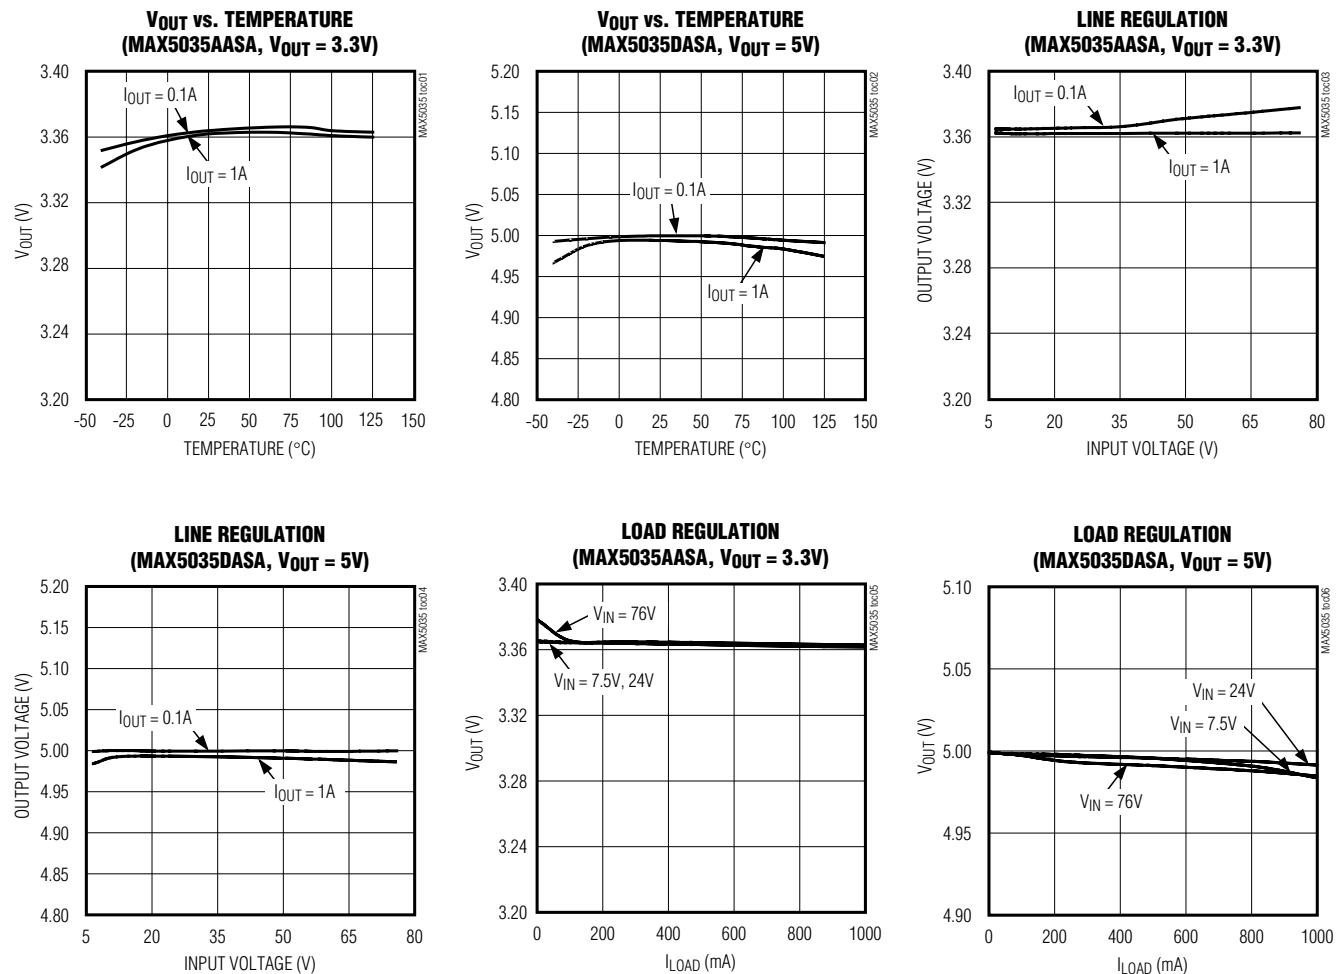 VOUT vs. TEMPERATURE
(MAX5035AASA, VOUT = 3.3V)
3.40
3.36
3.32
3.28
3.24
3.20
VOUT (V)
IOUT = 0.1A
IOUT = 1A
-50 -25 0 25 50 75 100 125 150
TEMPERATURE (°C)
MAX5035 toc01
VOUT vs. TEMPERATURE
(MAX5035DASA, VOUT = 5V)
5.20
5.15
5.10
5.05
5.00
4.95
4.90
4.85
4.80
VOUT (V)
IOUT = 0.1A
IOUT = 1A
-50 -25 0 25 50 75 100 125 150
TEMPERATURE (°C)
MAX5035 toc02
LINE REGULATION
(MAX5035AASA, VOUT = 3.3V)
3.40
3.36
3.32
3.28
3.24
3.20
OUTPUT VOLTAGE (V)
IOUT = 0.1A
IOUT = 1A
5 20 35 50 65 80
INPUT VOLTAGE (V)
MAX5035 toc03
LINE REGULATION
(MAX5035DASA, VOUT = 5V)
5.20
5.15
5.10
5.05
5.00
4.95
4.90
4.85
4.80
OUTPUT VOLTAGE (V)
IOUT = 0.1A
IOUT = 1A
5 20 35 50 65 80
INPUT VOLTAGE (V)
MAX5035 toc04
LOAD REGULATION
(MAX5035AASA, VOUT = 3.3V)
3.40
3.36
3.32
3.28
3.24
3.20
VOUT (V)
VIN = 76V
VIN = 7.5V, 24V
0 200 400 600 800 1000
ILOAD (mA)
MAX5035 toc05
LOAD REGULATION
(MAX5035DASA, VOUT = 5V)
5.10
5.05
5.00
4.95
4.90
VOUT (V)
VIN = 24V
VIN = 7.5V
VIN = 76V
0 200 400 600 800 1000
ILOAD (mA)
MAX5035 toc06